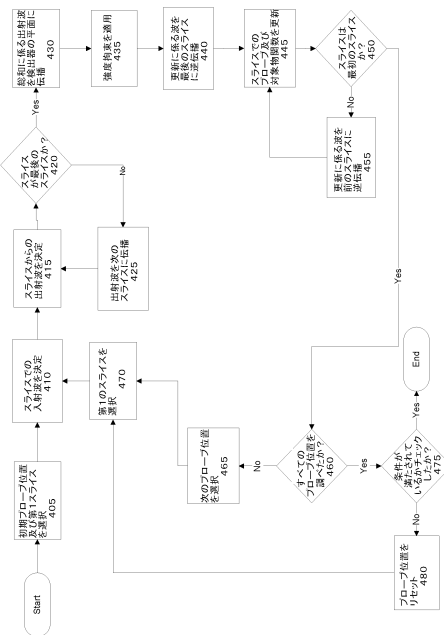 Start
初期プローブ位置
及び第1スライス
を選択
405
スライスでの
入射波を決定
410
スライスからの
出射波を決定
415
スライス
が最後の
スライスか?
420
No
出射波を次の
スライスに伝播
425
Yes
総和に係る出射波
を検出器の平面に
伝播
430
強度拘束を適用
435
更新に係る波を
最後のスライス
に逆伝播
440
スライスでの
プローブ及び
対象物関数を更新
445
スライスは
最初のスライス
か?
450
No
更新に係る波を
前のスライスに
逆伝播
455
Yes
すべての
プローブ位置を
調べたか?
460
No
次のプローブ位置
を選択
465
第1のスライスを
選択
470
Yes
条件が
満たされて
いるかチェック
したか?
475
Yes
End
No
プローブ位置を
リセット
480